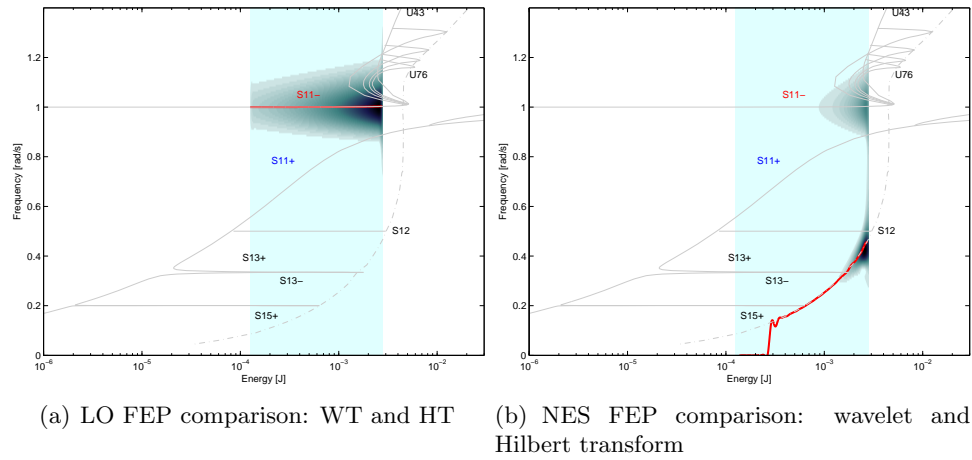 U43
1.2
U76
S11−
1
Frequency [rad/s]
0.8
S11+
0.6
S12
0.4
S13+
S13−
0.2
S15+
0
10⁻⁶
10⁻⁵
10⁻⁴
10⁻³
10⁻²
Energy [J]
(a) LO FEP comparison: WT and HT
U43
1.2
U76
S11−
1
Frequency [rad/s]
0.8
S11+
0.6
S12
0.4
S13+
S13−
0.2
S15+
0
10⁻⁶
10⁻⁵
10⁻⁴
10⁻³
10⁻²
Energy [J]
(b) NES FEP comparison: wavelet and
Hilbert transform